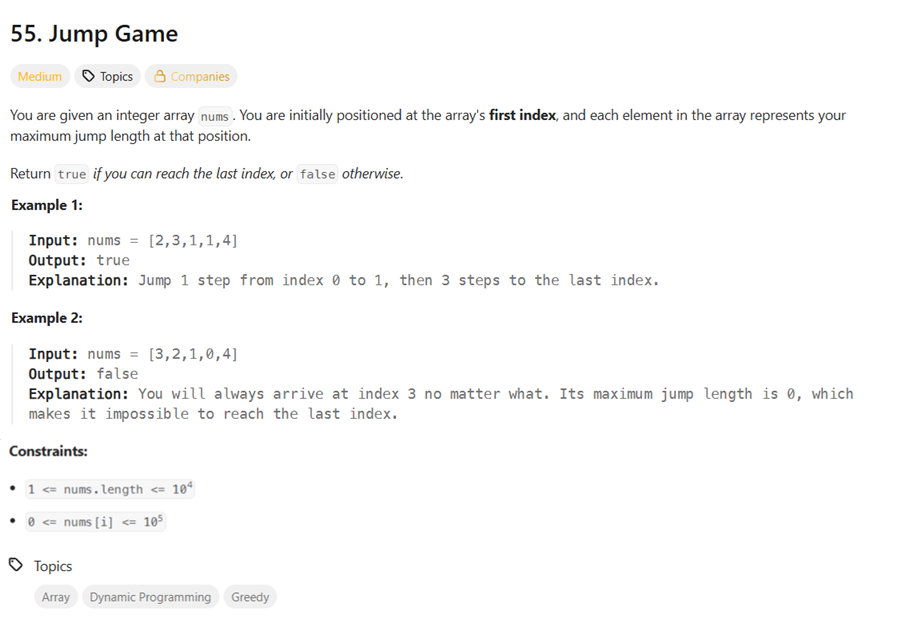 55. Jump Game
Medium Topics Companies
You are given an integer array nums. You are initially positioned at the array's first index, and each element in the array represents your
maximum jump length at that position.
Return true if you can reach the last index, or false otherwise.
Example 1:
Input: nums = [2,3,1,1,4]
Output: true
Explanation: Jump 1 step from index 0 to 1, then 3 steps to the last index.
Example 2:
Input: nums = [3,2,1,0,4]
Output: false
Explanation: You will always arrive at index 3 no matter what. Its maximum jump length is 0, which
makes it impossible to reach the last index.
Constraints:
• 1 <= nums.length <= 10⁴
• 0 <= nums[i] <= 10⁵
Topics
Array Dynamic Programming Greedy